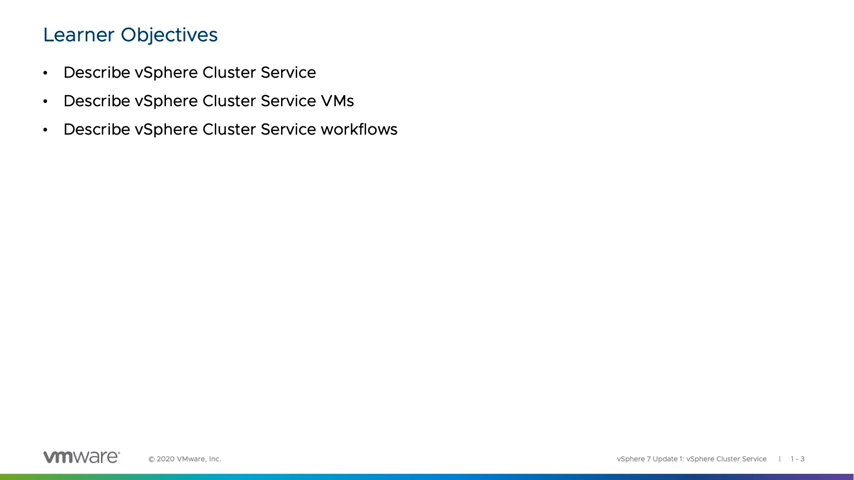 Learner Objectives
• Describe vSphere Cluster Service
• Describe vSphere Cluster Service VMs
• Describe vSphere Cluster Service workflows
vmware © 2020 VMware, Inc. vSphere 7 Update 1: vSphere Cluster Service | 1 - 3